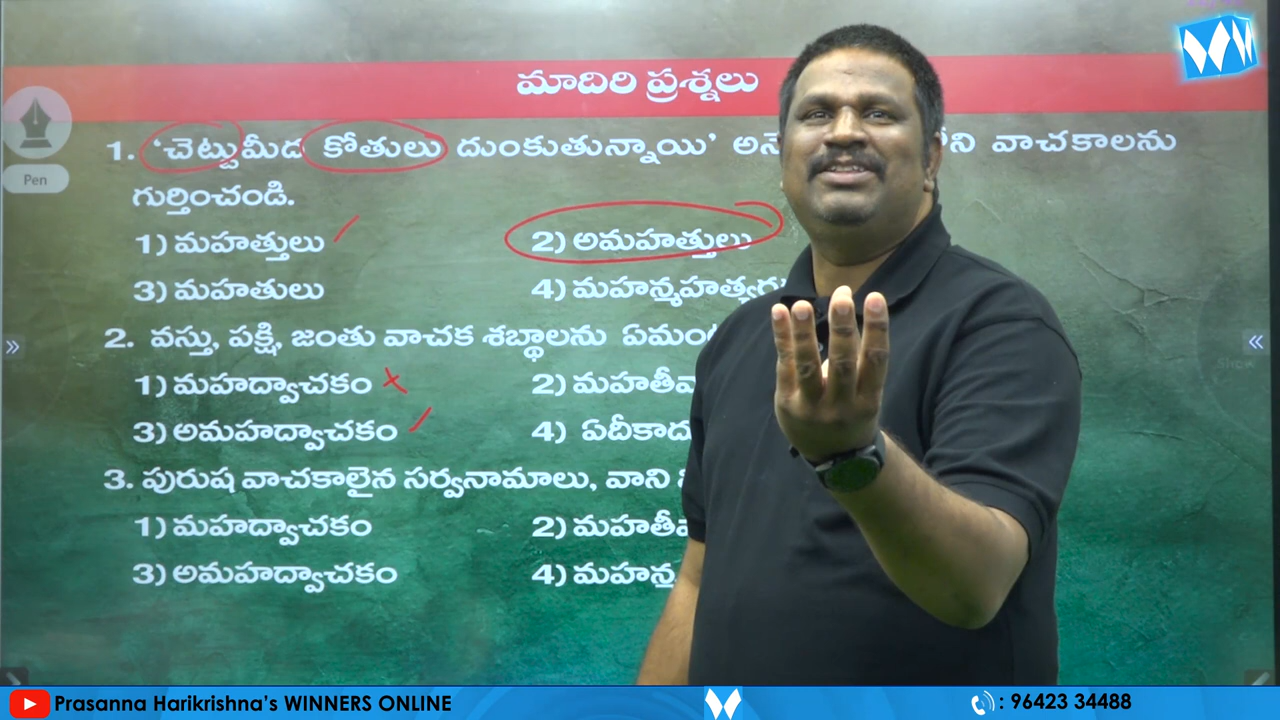 మాదిరి ప్రశ్నలు
Pen
1. 'చెట్టుమీద కోతులు దుంకుతున్నాయి' వాచకాలను
గుర్తించండి.
1) మహత్తులు 2) అమహత్తులు
3) మహతులు 4)
2. వస్తు, పక్షి, జంతు వాచక శబ్థాలను
1) మహద్వాచకం 2)
3) అమహద్వాచకం 4) ఏదీకాదు
3. పురుష వాచకాలైన సర్వనామాలు, వాని
1) మహద్వాచకం 2)
3) అమహద్వాచకం 4)
Show
Prasanna Harikrishna's WINNERS ONLINE : 96423 34488